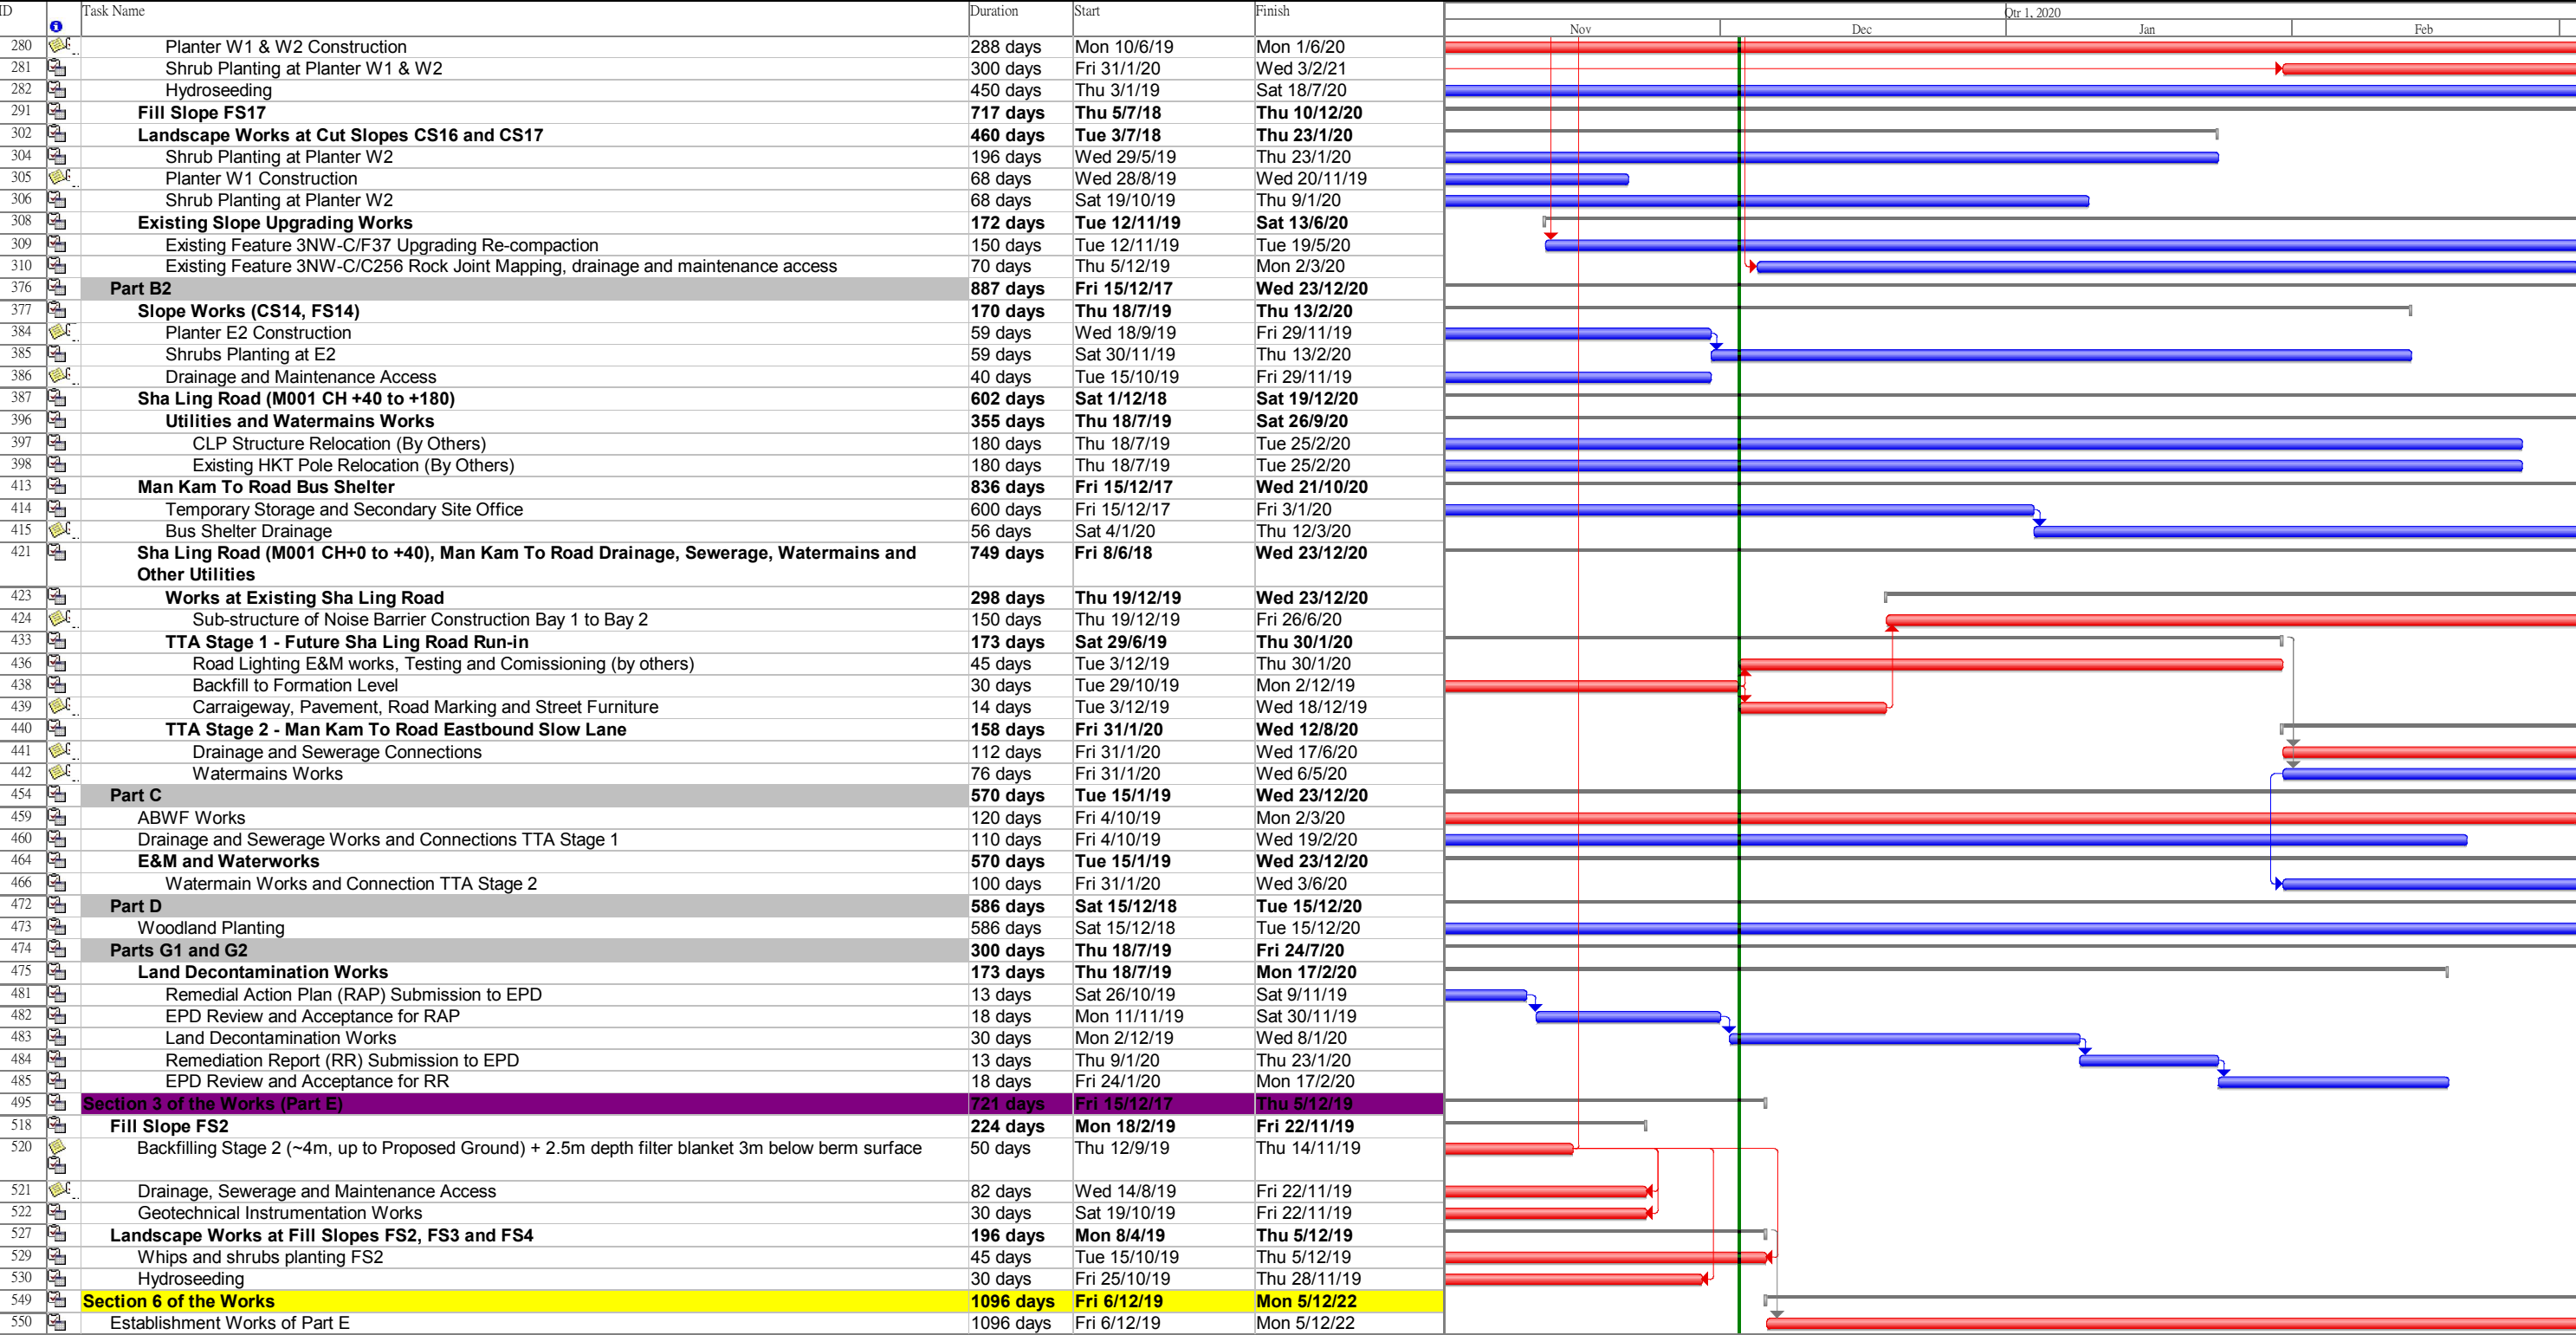 ID Task Name Duration Start Finish Qtr 1, 2020
Nov Dec Jan Feb
280 Planter W1 & W2 Construction 288 days Mon 10/6/19 Mon 1/6/20
281 Shrub Planting at Planter W1 & W2 300 days Fri 31/1/20 Wed 3/2/21
282 Hydroseeding 450 days Thu 3/1/19 Sat 18/7/20
291 Fill Slope FS17 717 days Thu 5/7/18 Thu 10/12/20
302 Landscape Works at Cut Slopes CS16 and CS17 460 days Tue 3/7/18 Thu 23/1/20
304 Shrub Planting at Planter W2 196 days Wed 29/5/19 Thu 23/1/20
305 Planter W1 Construction 68 days Wed 28/8/19 Wed 20/11/19
306 Shrub Planting at Planter W2 68 days Sat 19/10/19 Thu 9/1/20
308 Existing Slope Upgrading Works 172 days Tue 12/11/19 Sat 13/6/20
309 Existing Feature 3NW-C/F37 Upgrading Re-compaction 150 days Tue 12/11/19 Tue 19/5/20
310 Existing Feature 3NW-C/C256 Rock Joint Mapping, drainage and maintenance access 70 days Thu 5/12/19 Mon 2/3/20
376 Part B2 887 days Fri 15/12/17 Wed 23/12/20
377 Slope Works (CS14, FS14) 170 days Thu 18/7/19 Thu 13/2/20
384 Planter E2 Construction 59 days Wed 18/9/19 Fri 29/11/19
385 Shrubs Planting at E2 59 days Sat 30/11/19 Thu 13/2/20
386 Drainage and Maintenance Access 40 days Tue 15/10/19 Fri 29/11/19
387 Sha Ling Road (M001 CH +40 to +180) 602 days Sat 1/12/18 Sat 19/12/20
396 Utilities and Watermains Works 355 days Thu 18/7/19 Sat 26/9/20
397 CLP Structure Relocation (By Others) 180 days Thu 18/7/19 Tue 25/2/20
398 Existing HKT Pole Relocation (By Others) 180 days Thu 18/7/19 Tue 25/2/20
413 Man Kam To Road Bus Shelter 836 days Fri 15/12/17 Wed 21/10/20
414 Temporary Storage and Secondary Site Office 600 days Fri 15/12/17 Fri 3/1/20
415 Bus Shelter Drainage 56 days Sat 4/1/20 Thu 12/3/20
421 Sha Ling Road (M001 CH+0 to +40), Man Kam To Road Drainage, Sewerage, Watermains and 749 days Fri 8/6/18 Wed 23/12/20
Other Utilities
423 Works at Existing Sha Ling Road 298 days Thu 19/12/19 Wed 23/12/20
424 Sub-structure of Noise Barrier Construction Bay 1 to Bay 2 150 days Thu 19/12/19 Fri 26/6/20
433 TTA Stage 1 - Future Sha Ling Road Run-in 173 days Sat 29/6/19 Thu 30/1/20
436 Road Lighting E&M works, Testing and Comissioning (by others) 45 days Tue 3/12/19 Thu 30/1/20
438 Backfill to Formation Level 30 days Tue 29/10/19 Mon 2/12/19
439 Carraigeway, Pavement, Road Marking and Street Furniture 14 days Tue 3/12/19 Wed 18/12/19
440 TTA Stage 2 - Man Kam To Road Eastbound Slow Lane 158 days Fri 31/1/20 Wed 12/8/20
441 Drainage and Sewerage Connections 112 days Fri 31/1/20 Wed 17/6/20
442 Watermains Works 76 days Fri 31/1/20 Wed 6/5/20
454 Part C 570 days Tue 15/1/19 Wed 23/12/20
459 ABWF Works 120 days Fri 4/10/19 Mon 2/3/20
460 Drainage and Sewerage Works and Connections TTA Stage 1 110 days Fri 4/10/19 Wed 19/2/20
464 E&M and Waterworks 570 days Tue 15/1/19 Wed 23/12/20
466 Watermain Works and Connection TTA Stage 2 100 days Fri 31/1/20 Wed 3/6/20
472 Part D 586 days Sat 15/12/18 Tue 15/12/20
473 Woodland Planting 586 days Sat 15/12/18 Tue 15/12/20
474 Parts G1 and G2 300 days Thu 18/7/19 Fri 24/7/20
475 Land Decontamination Works 173 days Thu 18/7/19 Mon 17/2/20
481 Remedial Action Plan (RAP) Submission to EPD 13 days Sat 26/10/19 Sat 9/11/19
482 EPD Review and Acceptance for RAP 18 days Mon 11/11/19 Sat 30/11/19
483 Land Decontamination Works 30 days Mon 2/12/19 Wed 8/1/20
484 Remediation Report (RR) Submission to EPD 13 days Thu 9/1/20 Thu 23/1/20
485 EPD Review and Acceptance for RR 18 days Fri 24/1/20 Mon 17/2/20
495 Section 3 of the Works (Part E) 721 days Fri 15/12/17 Thu 5/12/19
518 Fill Slope FS2 224 days Mon 18/2/19 Fri 22/11/19
520 Backfilling Stage 2 (~4m, up to Proposed Ground) + 2.5m depth filter blanket 3m below berm surface 50 days Thu 12/9/19 Thu 14/11/19
521 Drainage, Sewerage and Maintenance Access 82 days Wed 14/8/19 Fri 22/11/19
522 Geotechnical Instrumentation Works 30 days Sat 19/10/19 Fri 22/11/19
527 Landscape Works at Fill Slopes FS2, FS3 and FS4 196 days Mon 8/4/19 Thu 5/12/19
529 Whips and shrubs planting FS2 45 days Tue 15/10/19 Thu 5/12/19
530 Hydroseeding 30 days Fri 25/10/19 Thu 28/11/19
549 Section 6 of the Works 1096 days Fri 6/12/19 Mon 5/12/22
550 Establishment Works of Part E 1096 days Fri 6/12/19 Mon 5/12/22